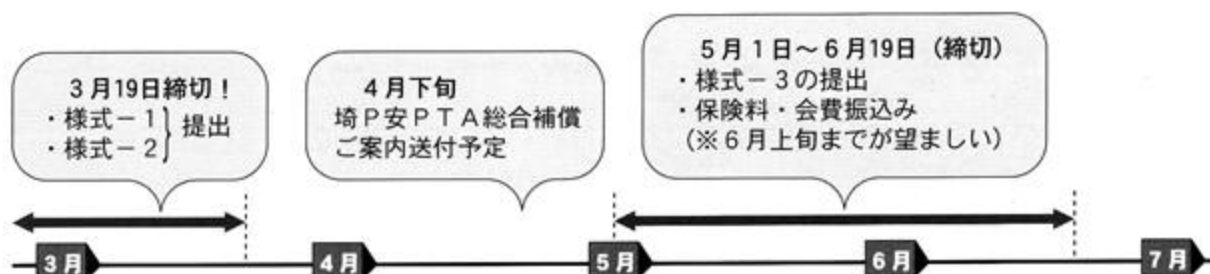 3月19日締切!
・様式-1
・様式-2
提出
4月下旬
埼P安PTA総合補償
ご案内送付予定
5月1日~6月19日(締切)
・様式-3の提出
・保険料・会費振込み
(※6月上旬までが望ましい)
3月
4月
5月
6月
7月